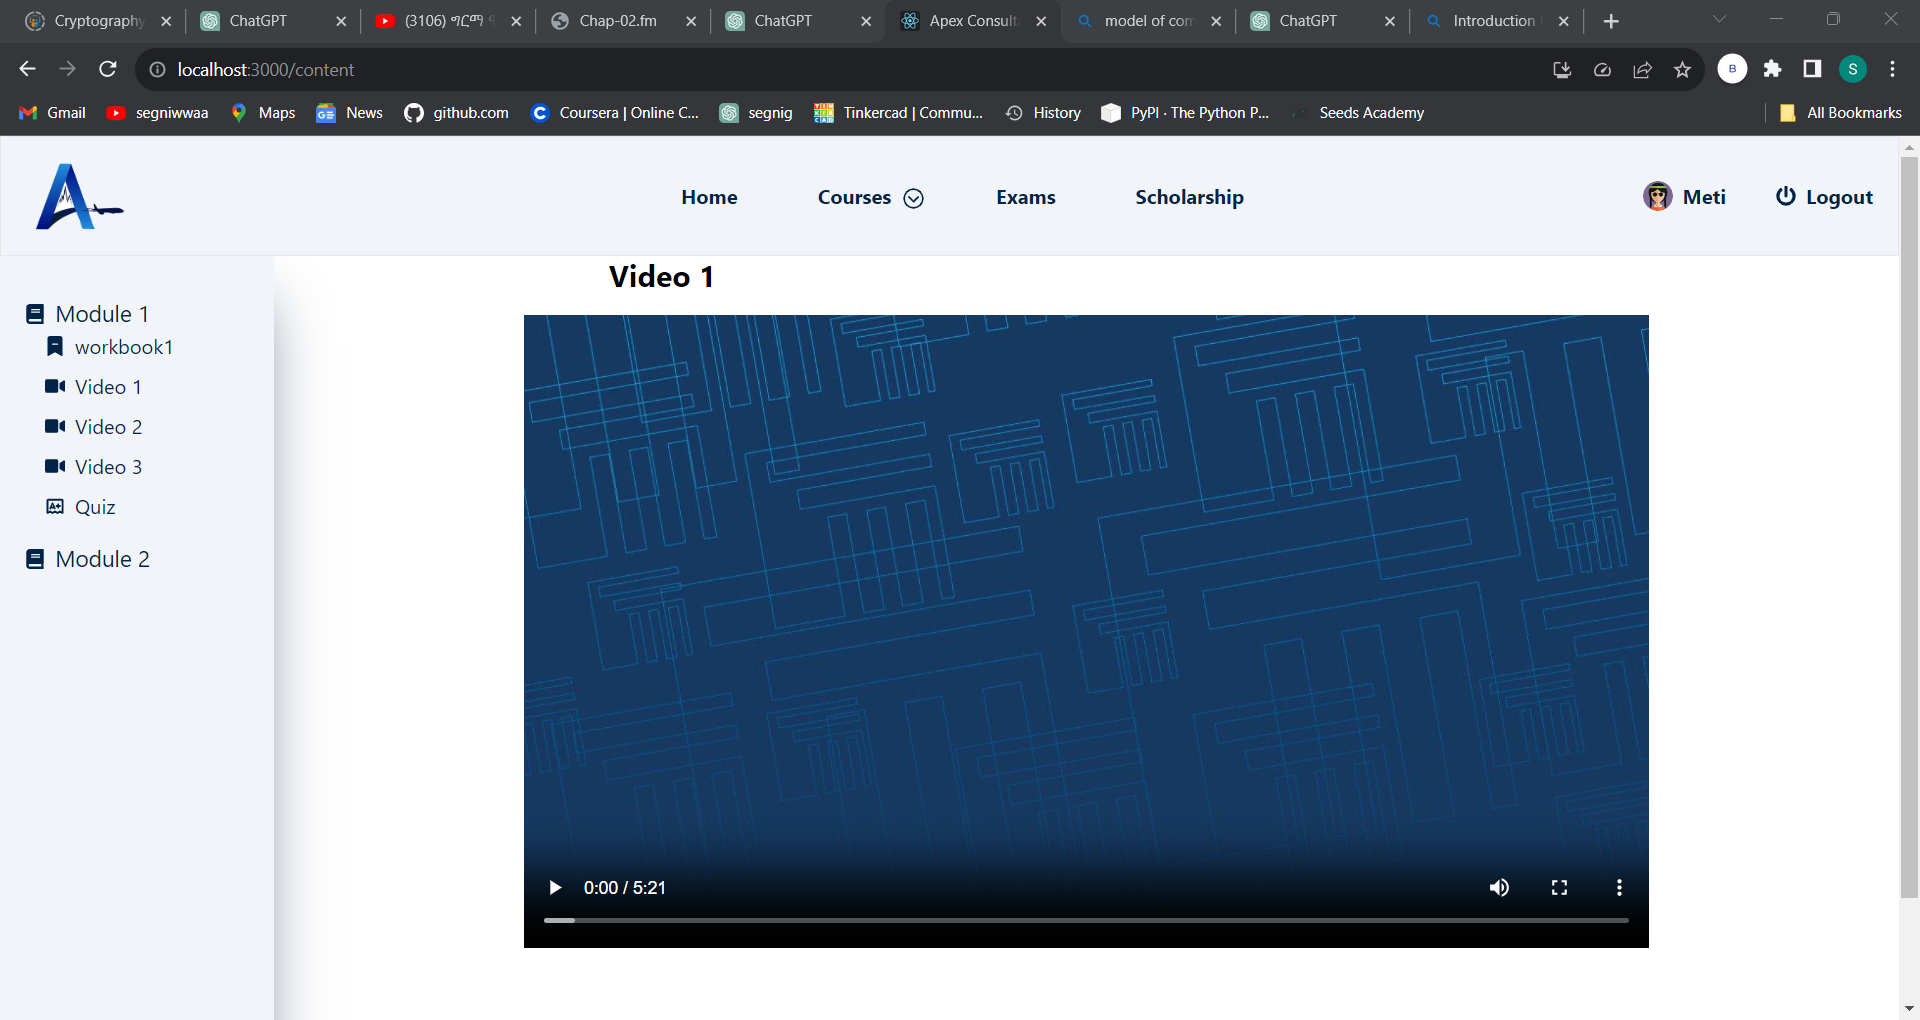 Cryptography
ChatGPT
(3106) ግርማ
Chap-02.fm
ChatGPT
Apex Consult
model of com
ChatGPT
Introduction
localhost:3000/content
B
S
Gmail
segniwwaa
Maps
News
github.com
Coursera | Online C...
segnig
Tinkercad | Commu...
History
PyPI · The Python P...
Seeds Academy
All Bookmarks
Home
Courses
Exams
Scholarship
Meti
Logout
Video 1
Module 1
workbook1
Video 1
Video 2
Video 3
Quiz
Module 2
0:00 / 5:21